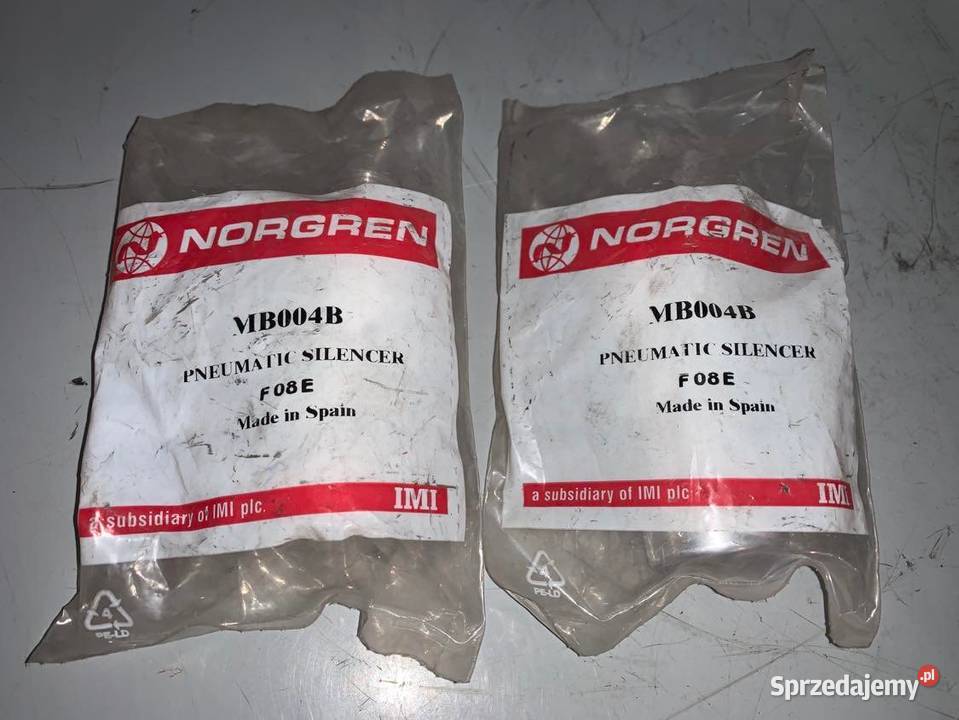 NORGREN
MB004B
PNEUMATIC SILENCER
F08E
Made in Spain
a subsidiary of IMI plc.
IMI
4
PE-LD
NORGREN
MB004B
PNEUMATIC SILENCER
F08E
Made in Spain
a subsidiary of IMI plc
IMI
4
PE-LD
Sprzedajemy.pl